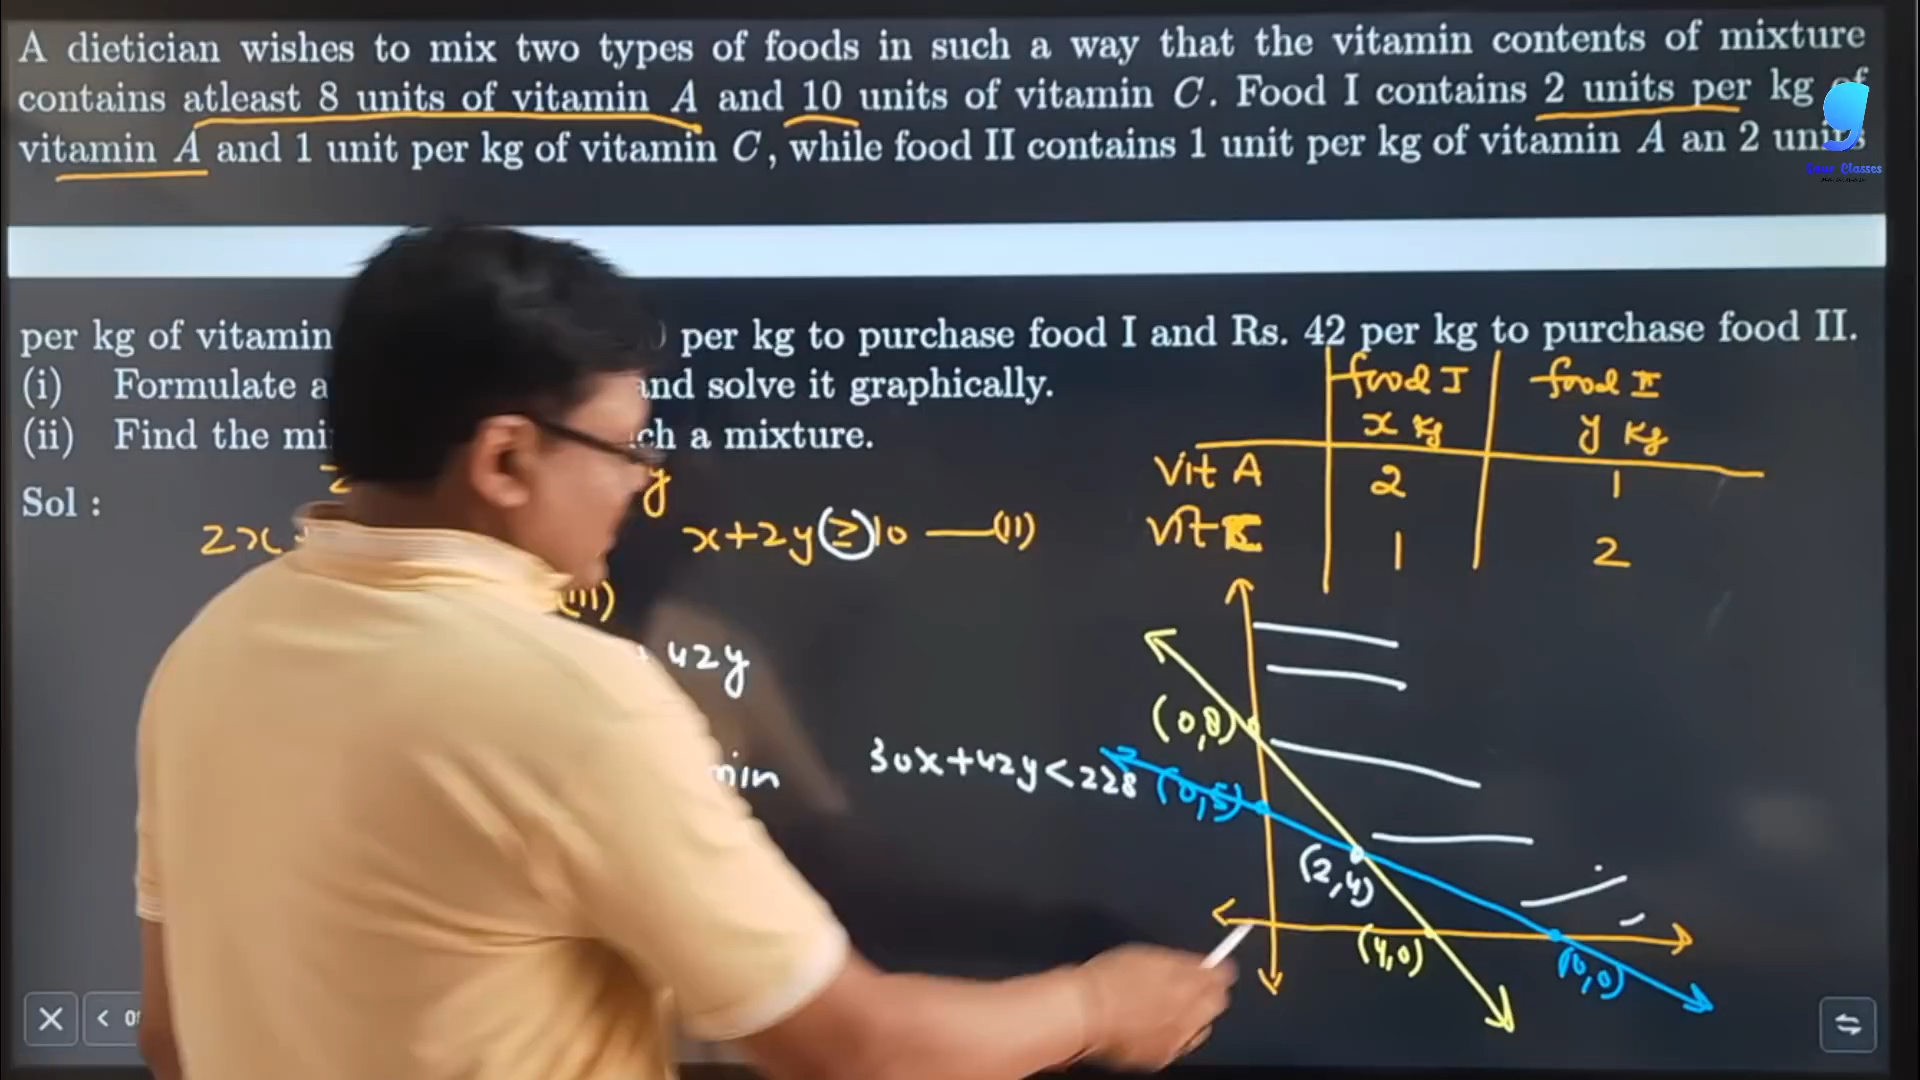 A dietician wishes to mix two types of foods in such a way that the vitamin contents of mixture
contains atleast 8 units of vitamin A and 10 units of vitamin C. Food I contains 2 units per kg of
vitamin A and 1 unit per kg of vitamin C, while food II contains 1 unit per kg of vitamin A an 2 units
Gour Classes
per kg of vitamin per kg to purchase food I and Rs. 42 per kg to purchase food II.
(i) Formulate a and solve it graphically.
(ii) Find the mi ch a mixture.
Sol :
food I food II
x kg y kg
Vit A 2 1
Vit C 1 2
y
2x x+2y≥10 —(II)
(III)
+ 42y
min
30x+42y<228
(0,8)
(0,5)
(2,4)
(4,0)
(10,0)